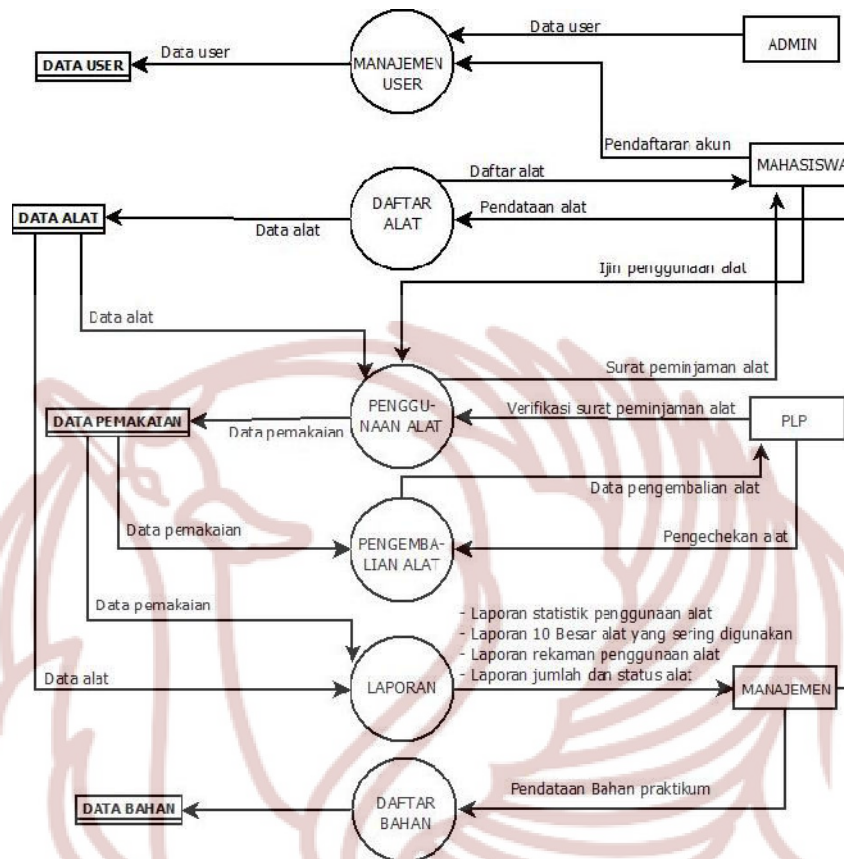 Data user
ADMIN
Data user
DATA USER
MANAJEMEN
USER
Pendaftaran akun
MAHASISWA
Daftar alat
DATA ALAT
DAFTAR
ALAT
Pendataan alat
Data alat
Ijin penggunaan alat
Data alat
Surat peminjaman alat
DATA PEMAKAIAN
Data pemakaian
PENGGU-
NAAN ALAT
Verifikasi surat peminjaman alat
PLP
Data pengembalian alat
Data pemakaian
PENGEMBA-
LIAN ALAT
Pengechekan alat
Data pemakaian
- Laporan statistik penggunaan alat
- Laporan 10 Besar alat yang sering digunakan
- Laporan rekaman penggunaan alat
- Laporan jumlah dan status alat
Data alat
LAPORAN
MANAJEMEN
Pendataan Bahan praktikum
DATA BAHAN
DAFTAR
BAHAN